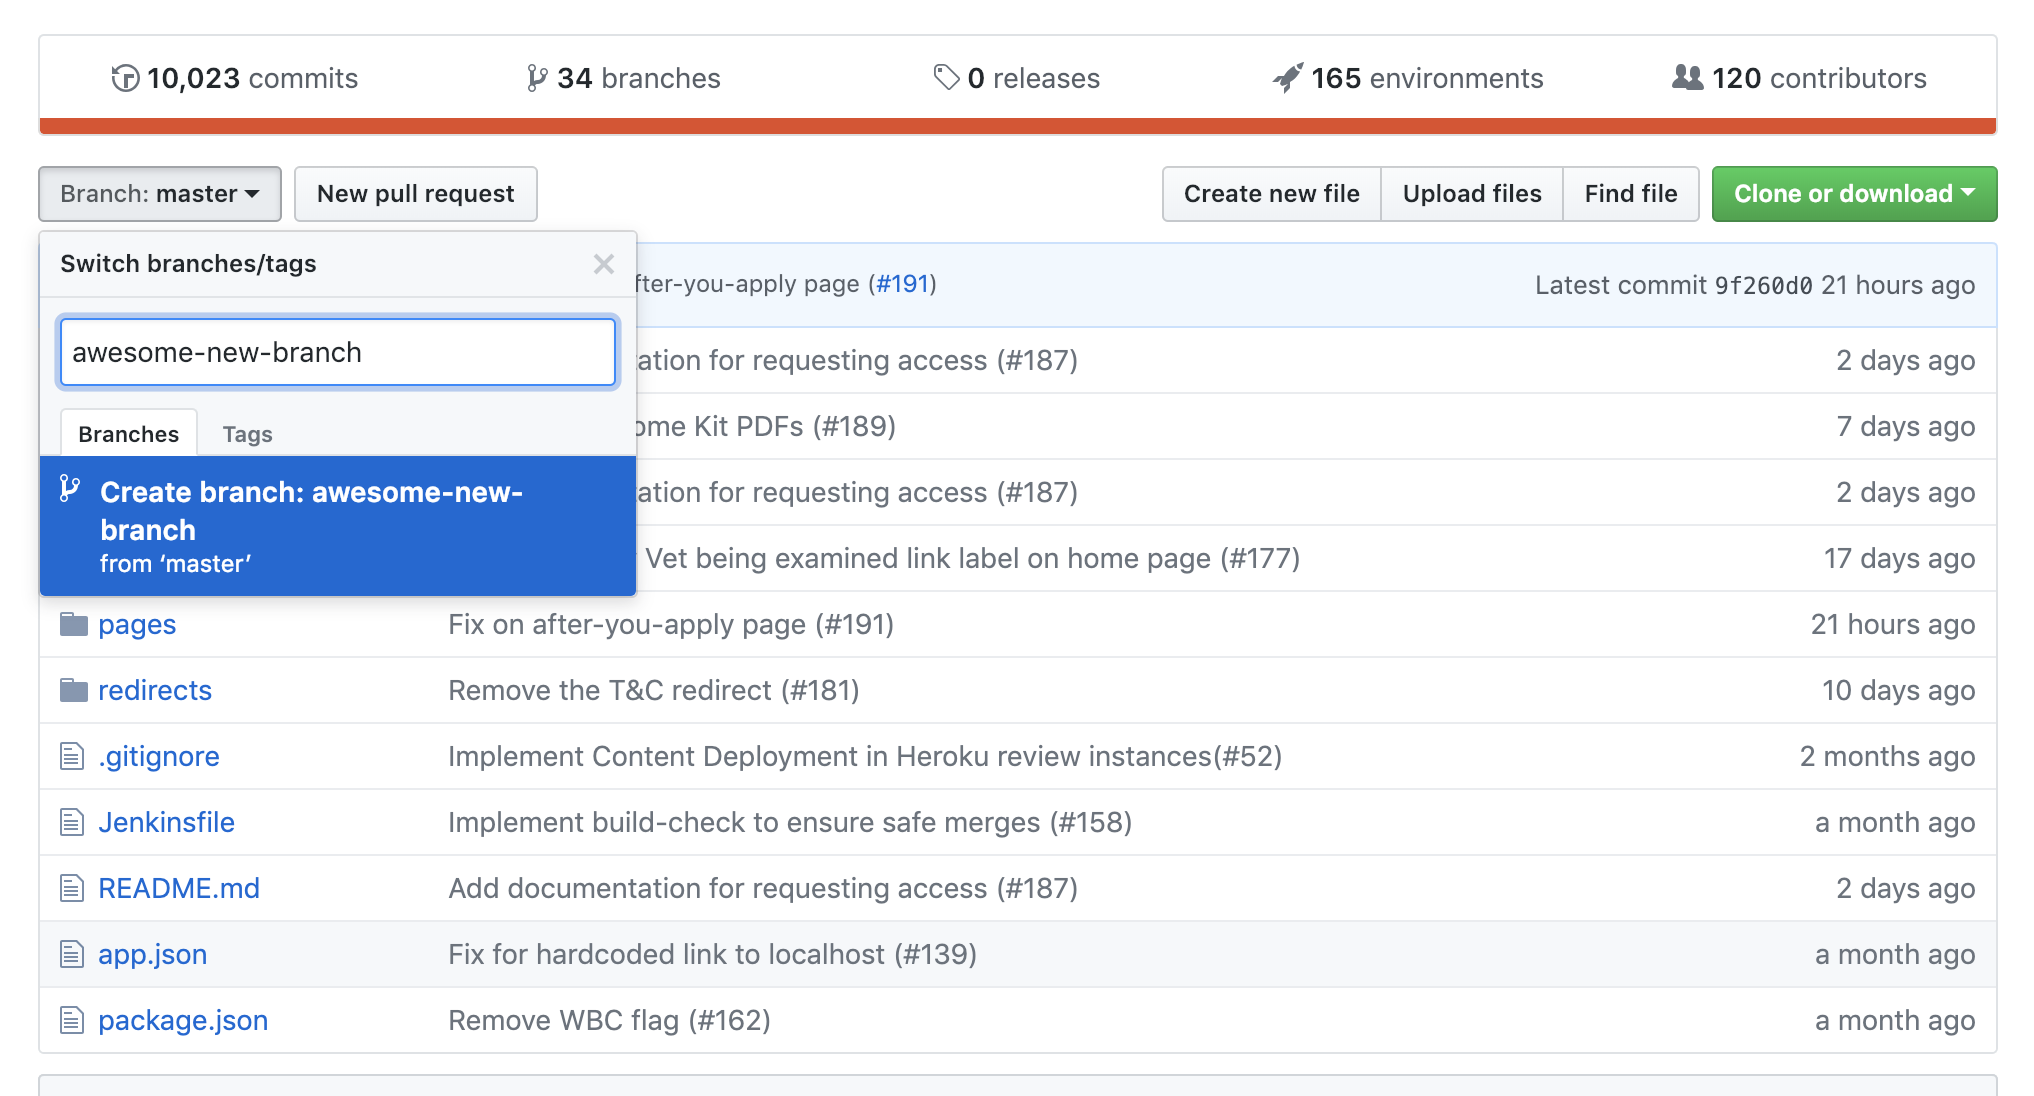 10,023 commits
34 branches
0 releases
165 environments
120 contributors
Branch: master
New pull request
Create new file
Upload files
Find file
Clone or download
Switch branches/tags
awesome-new-branch
Branches
Tags
Create branch: awesome-new-
branch
from ‘master’
after-you-apply page (#191)
Latest commit 9f260d0 21 hours ago
for requesting access (#187)
2 days ago
Kit PDFs (#189)
7 days ago
for requesting access (#187)
2 days ago
Vet being examined link label on home page (#177)
17 days ago
pages
Fix on after-you-apply page (#191)
21 hours ago
redirects
Remove the T&C redirect (#181)
10 days ago
.gitignore
Implement Content Deployment in Heroku review instances(#52)
2 months ago
Jenkinsfile
Implement build-check to ensure safe merges (#158)
a month ago
README.md
Add documentation for requesting access (#187)
2 days ago
app.json
Fix for hardcoded link to localhost (#139)
a month ago
package.json
Remove WBC flag (#162)
a month ago